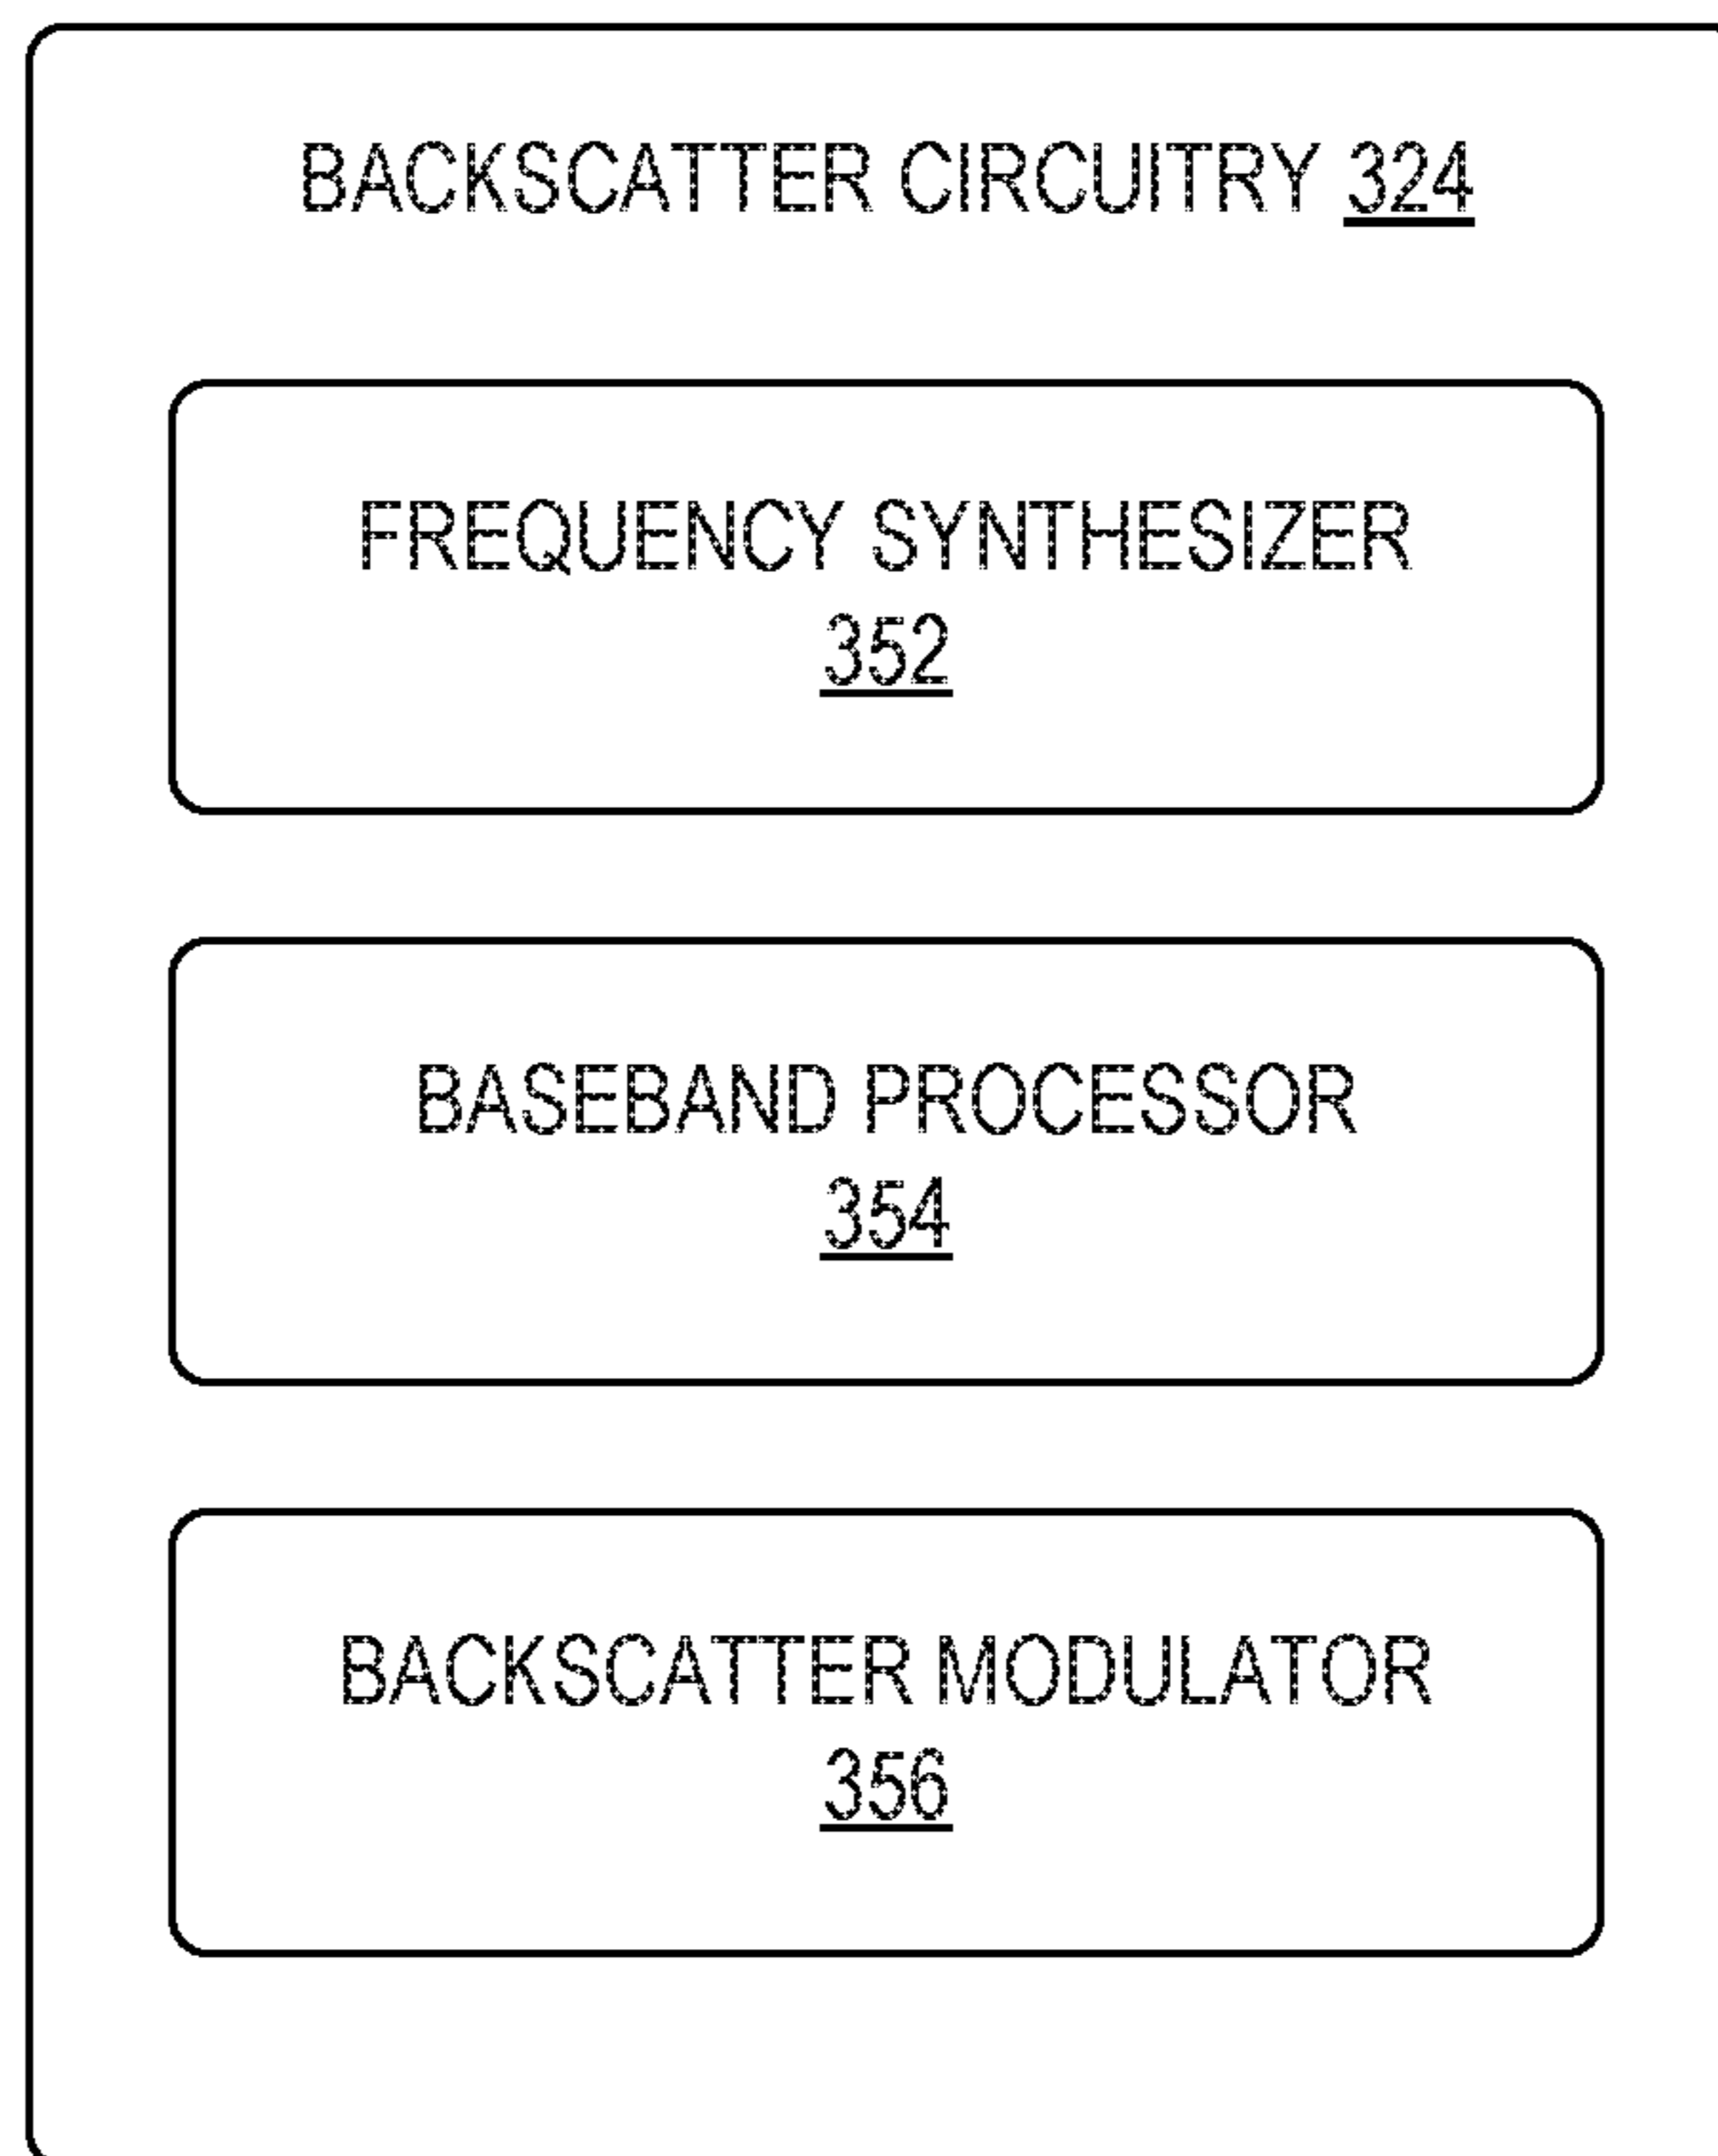 BACKSCATTER CIRCUITRY 324
FREQUENCY SYNTHESIZER
352
BASEBAND PROCESSOR
354
BACKSCATTER MODULATOR
356